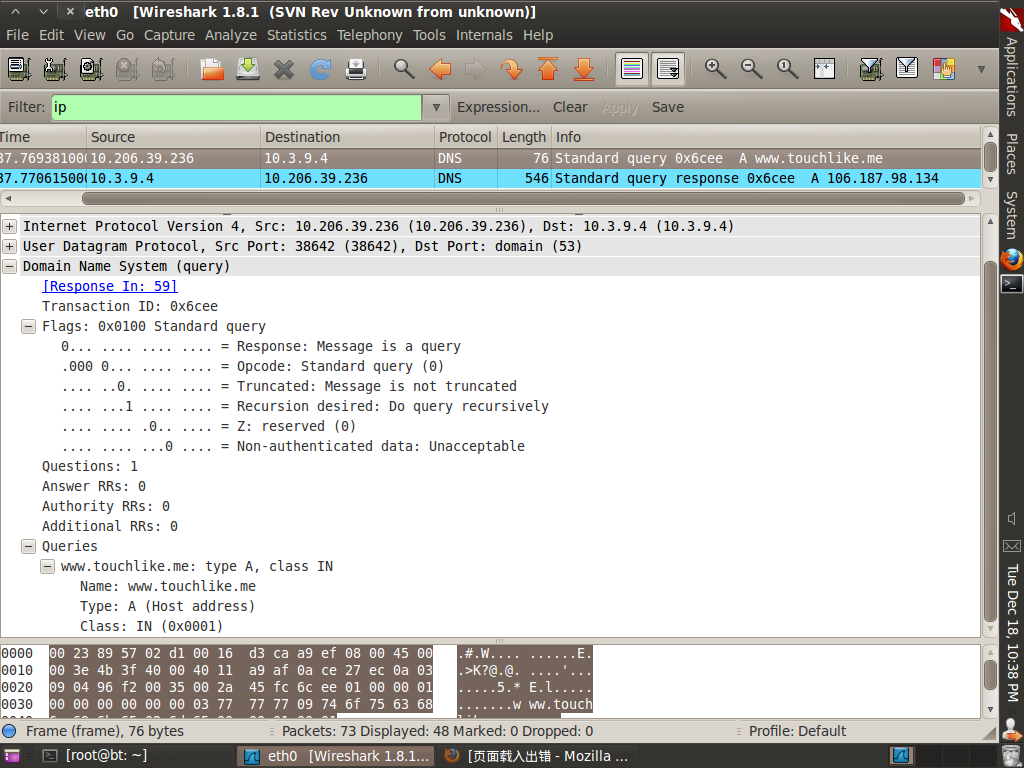 eth0 [Wireshark 1.8.1 (SVN Rev Unknown from unknown)]
File Edit View Go Capture Analyze Statistics Telephony Tools Internals Help
Filter: ip Expression... Clear Apply Save
Time Source Destination Protocol Length Info
37.769381000 10.206.39.236 10.3.9.4 DNS 76 Standard query 0x6cee A www.touchlike.me
37.770615000 10.3.9.4 10.206.39.236 DNS 546 Standard query response 0x6cee A 106.187.98.134
Internet Protocol Version 4, Src: 10.206.39.236 (10.206.39.236), Dst: 10.3.9.4 (10.3.9.4)
User Datagram Protocol, Src Port: 38642 (38642), Dst Port: domain (53)
Domain Name System (query)
[Response In: 59]
Transaction ID: 0x6cee
Flags: 0x0100 Standard query
0... .... .... .... = Response: Message is a query
.000 0... .... .... = Opcode: Standard query (0)
.... ..0. .... .... = Truncated: Message is not truncated
.... ...1 .... .... = Recursion desired: Do query recursively
.... .... .0.. .... = Z: reserved (0)
.... .... ...0 .... = Non-authenticated data: Unacceptable
Questions: 1
Answer RRs: 0
Authority RRs: 0
Additional RRs: 0
Queries
www.touchlike.me: type A, class IN
Name: www.touchlike.me
Type: A (Host address)
Class: IN (0x0001)
0000 00 23 89 57 02 d1 00 16 d3 ca a9 ef 08 00 45 00 .#.W.... ......E.
0010 00 3e 4b 3f 40 00 40 11 a9 af 0a ce 27 ec 0a 03 .>K?@.@. ....'...
0020 09 04 96 f2 00 35 00 2a 45 fc 6c ee 01 00 00 01 .....5.* E.l.....
0030 00 00 00 00 00 00 03 77 77 77 09 74 6f 75 63 68 .......w ww.touch
Frame (frame), 76 bytes Packets: 73 Displayed: 48 Marked: 0 Dropped: 0 Profile: Default
[root@bt: ~] eth0 [Wireshark 1.8.1... [页面载入出错 - Mozilla ...
Applications
Places
System
Tue Dec 18, 10:38 PM